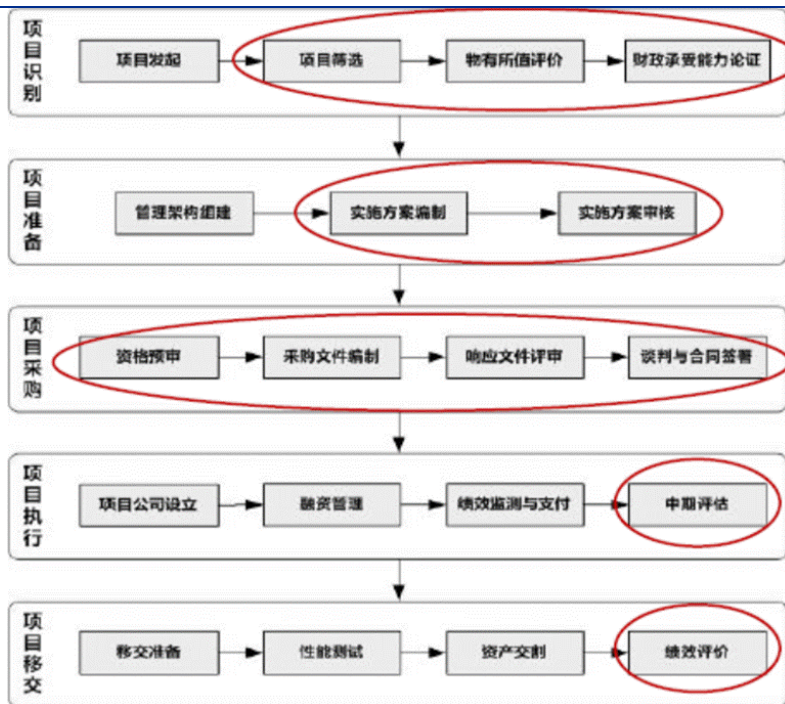 项目识别
项目发起
项目筛选
物有所值评价
财政承受能力论证
项目准备
管理架构组建
实施方案编制
实施方案审核
项目采购
资格预审
采购文件编制
响应文件评审
谈判与合同签署
项目执行
项目公司设立
融资管理
绩效监测与支付
中期评估
项目移交
移交准备
性能测试
资产交割
绩效评价